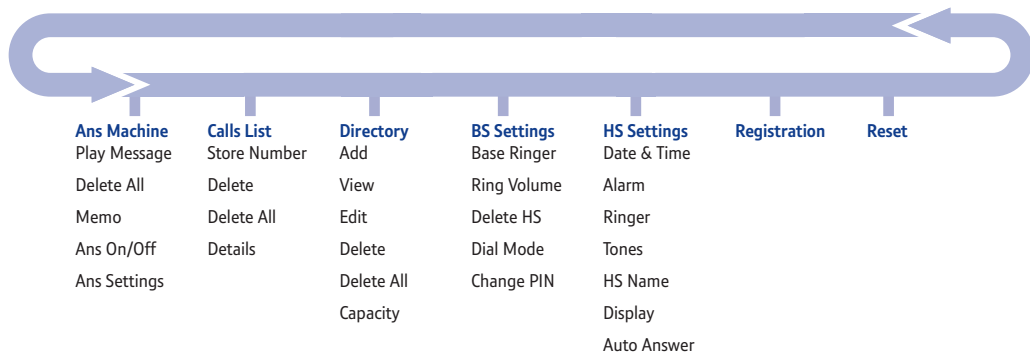 Ans Machine
Play Message
Delete All
Memo
Ans On/Off
Ans Settings
Calls List
Store Number
Delete
Delete All
Details
Directory
Add
View
Edit
Delete
Delete All
Capacity
BS Settings
Base Ringer
Ring Volume
Delete HS
Dial Mode
Change PIN
HS Settings
Date & Time
Alarm
Ringer
Tones
HS Name
Display
Auto Answer
Registration
Reset